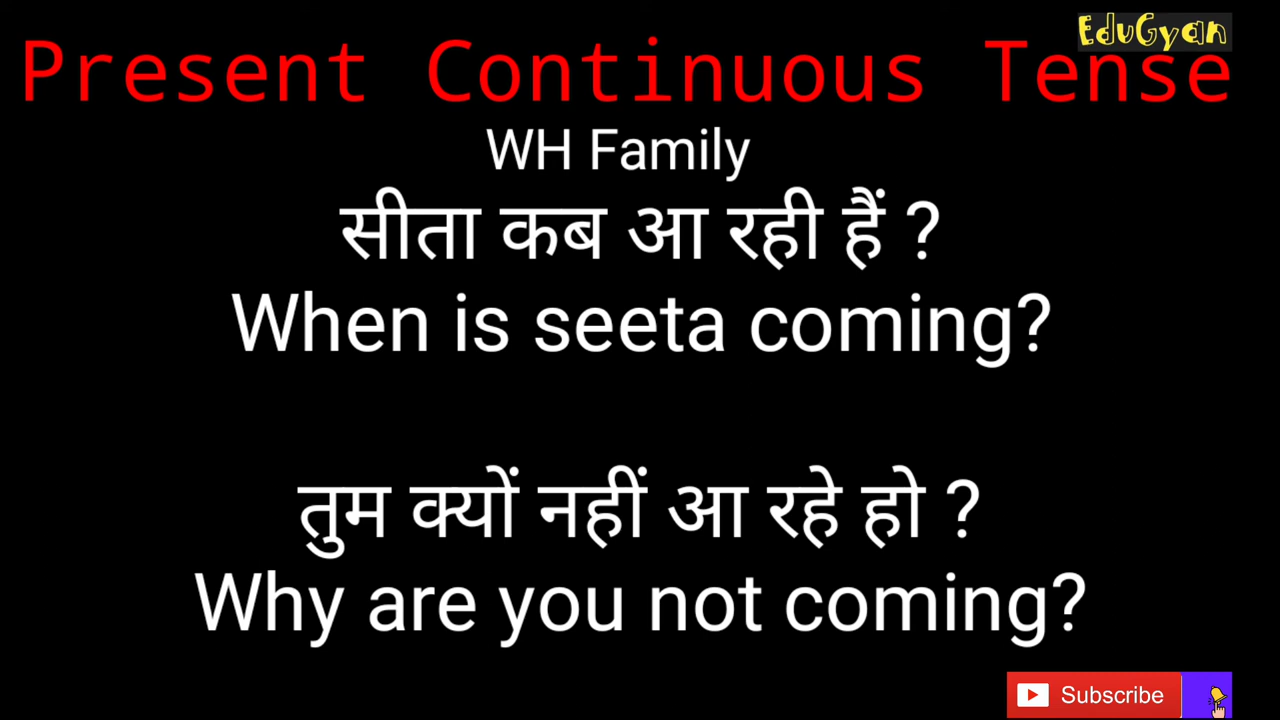 EduGyan
Present Continuous Tense
WH Family
सीता कब आ रही हैं ?
When is seeta coming?
तुम क्यों नहीं आ रहे हो ?
Why are you not coming?
Subscribe